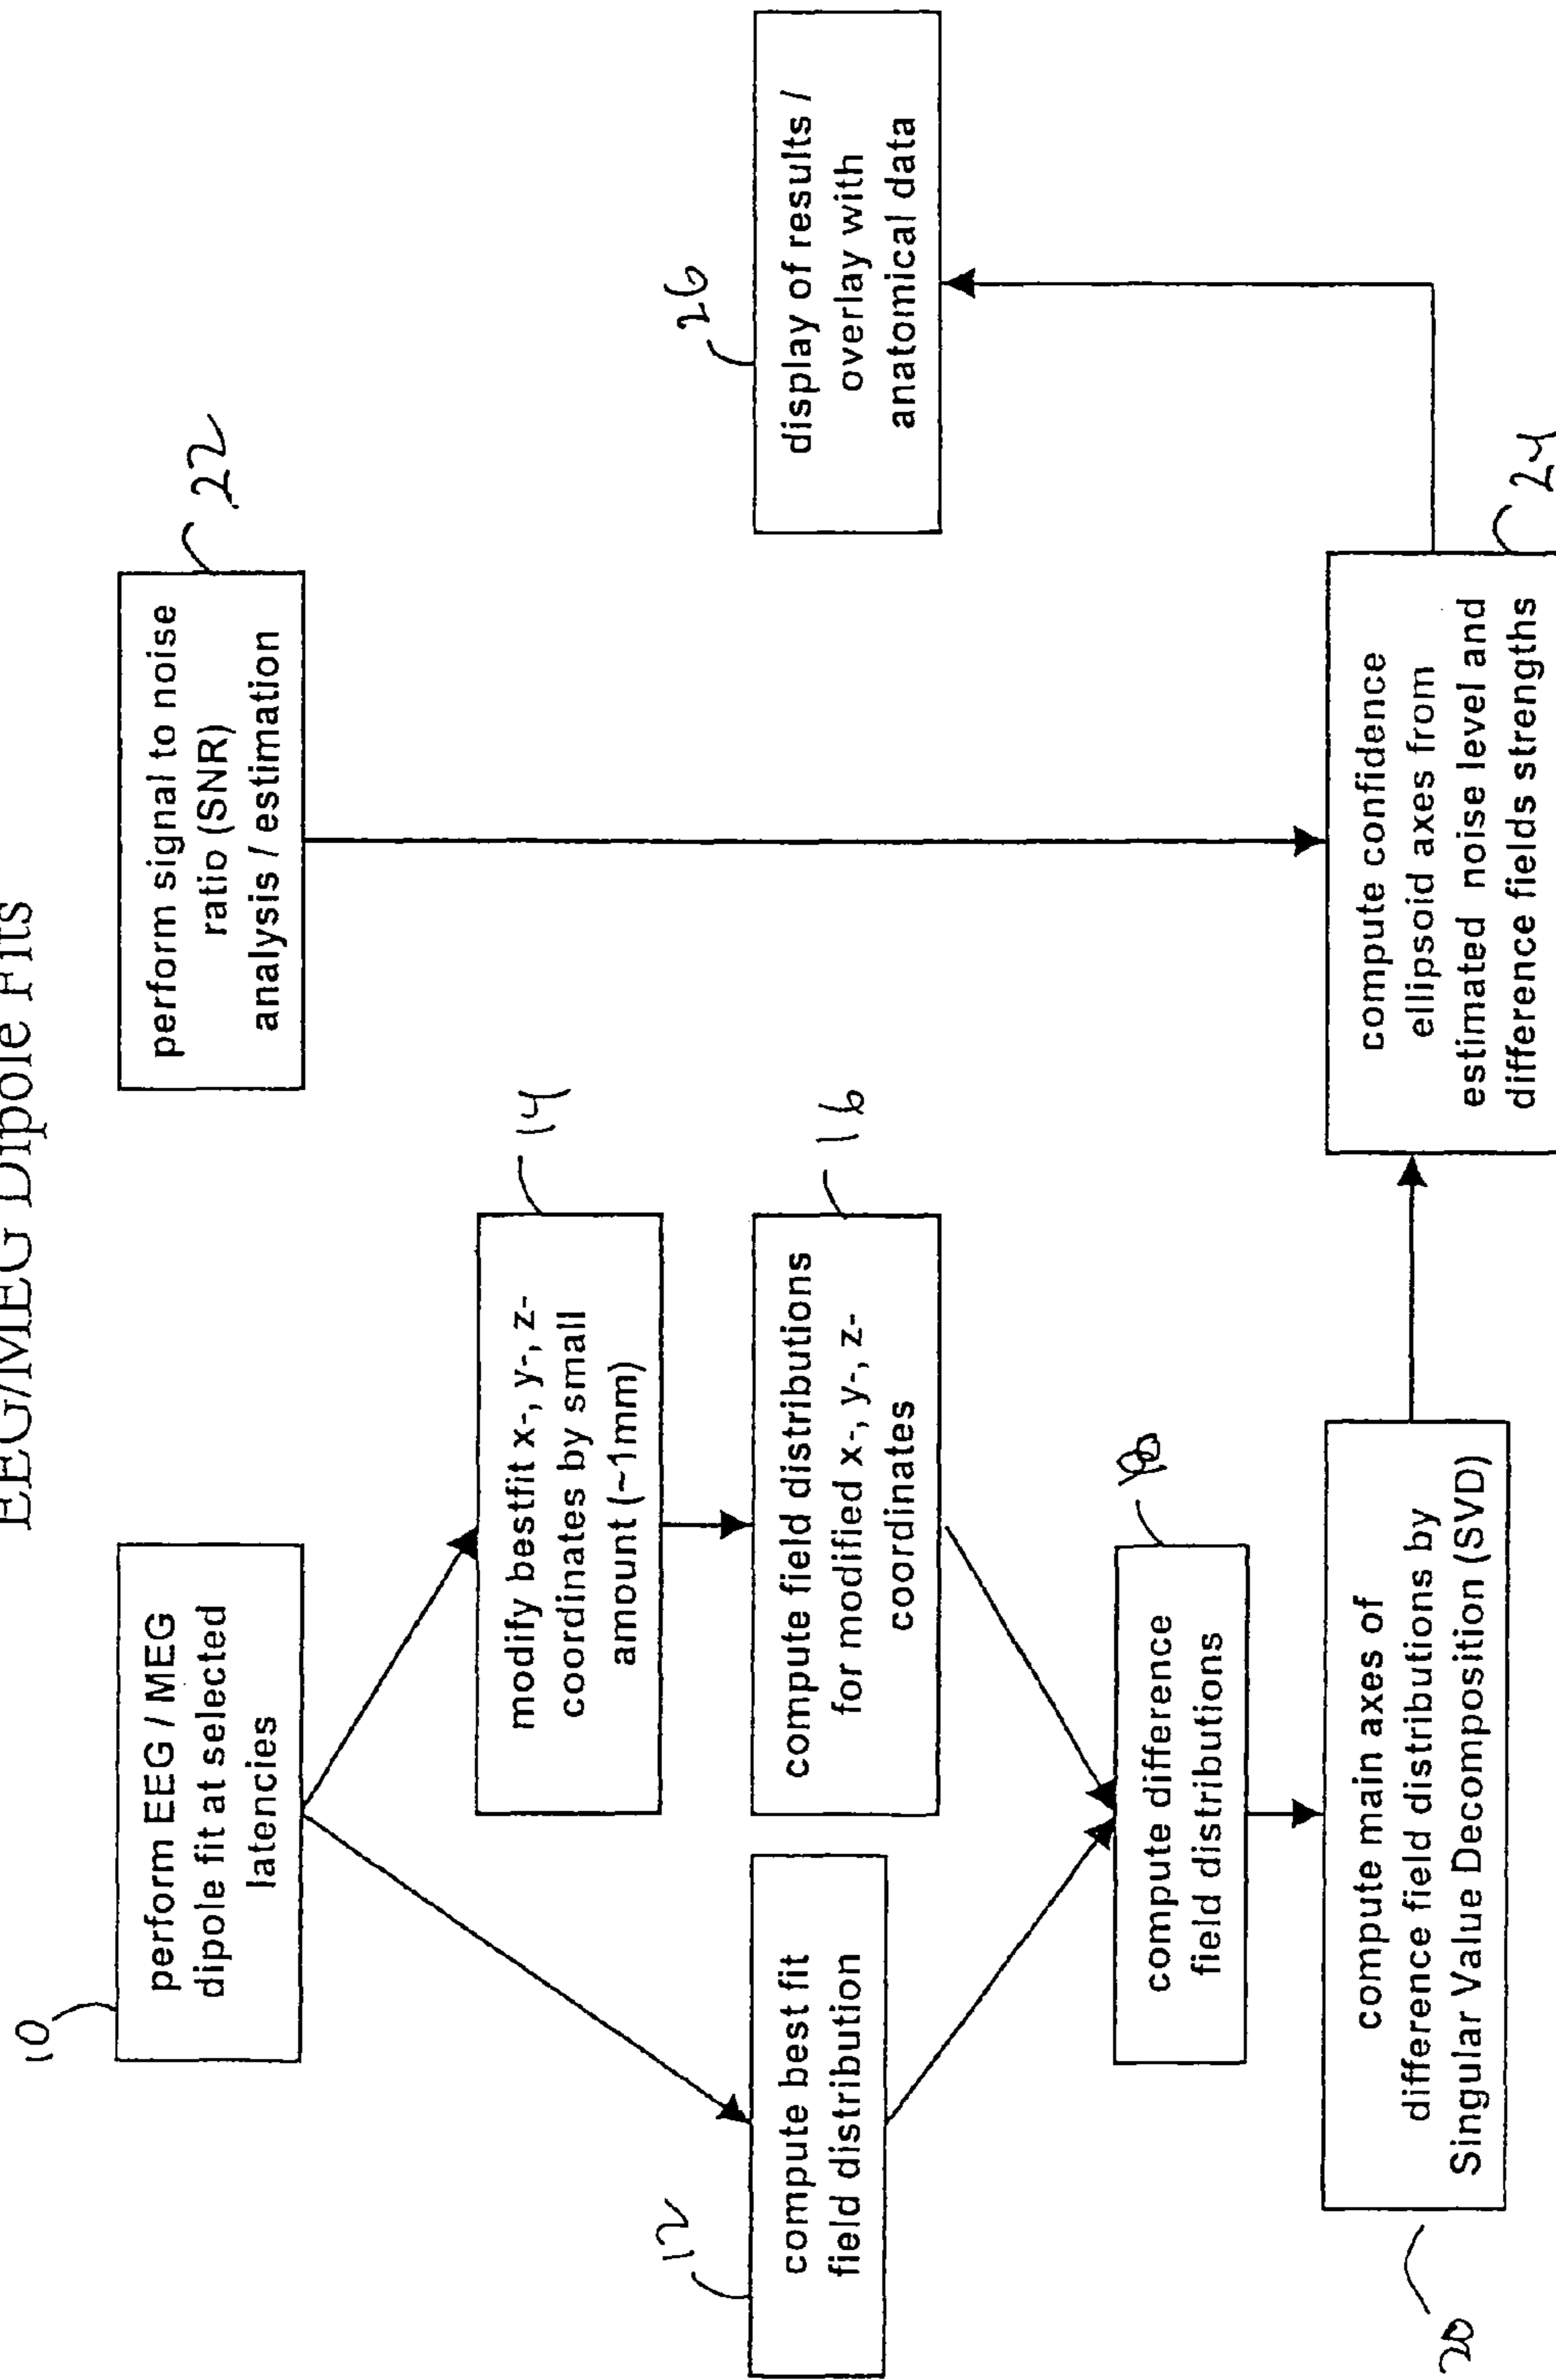 EEG/MEG Dipole Fits
10
perform EEG / MEG
dipole fit at selected
latencies
22
perform signal to noise
ratio (SNR)
analysis / estimation
14
modify bestfit x-, y-, z-
coordinates by small
amount (~1mm)
12
compute best fit
field distribution
16
compute field distributions
for modified x-, y-, z-
coordinates
26
display of results /
overlay with
anatomical data
18
compute difference
field distributions
20
compute main axes of
difference field distributions by
Singular Value Decomposition (SVD)
24
compute confidence
ellipsoid axes from
estimated noise level and
difference fields strengths